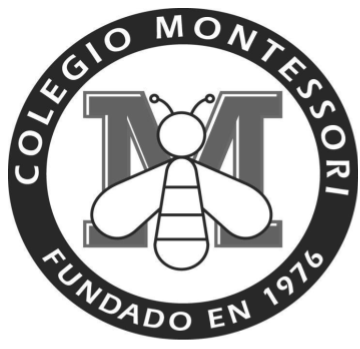 COLEGIO MONTESSORI
M
FUNDADO EN 1976